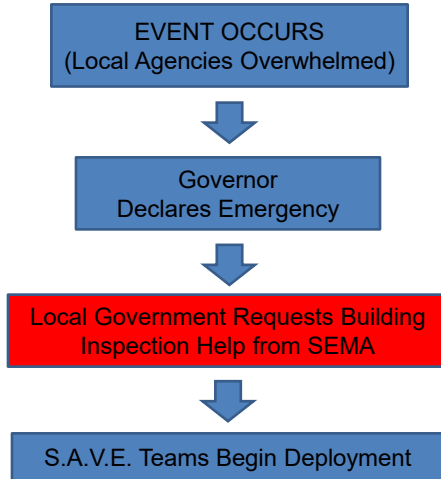 EVENT OCCURS
(Local Agencies Overwhelmed)
Governor
Declares Emergency
Local Government Requests Building
Inspection Help from SEMA
S.A.V.E. Teams Begin Deployment